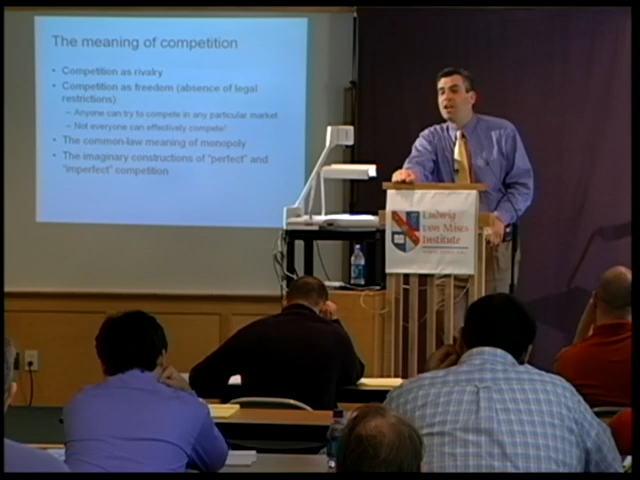 The meaning of competition
• Competition as rivalry
• Competition as freedom (absence of legal
restrictions)
– Anyone can try to compete in any particular market
– Not everyone can effectively compete!
• The common-law meaning of monopoly
• The imaginary constructions of "perfect" and
"imperfect" competition
Ludwig
von Mises
Institute